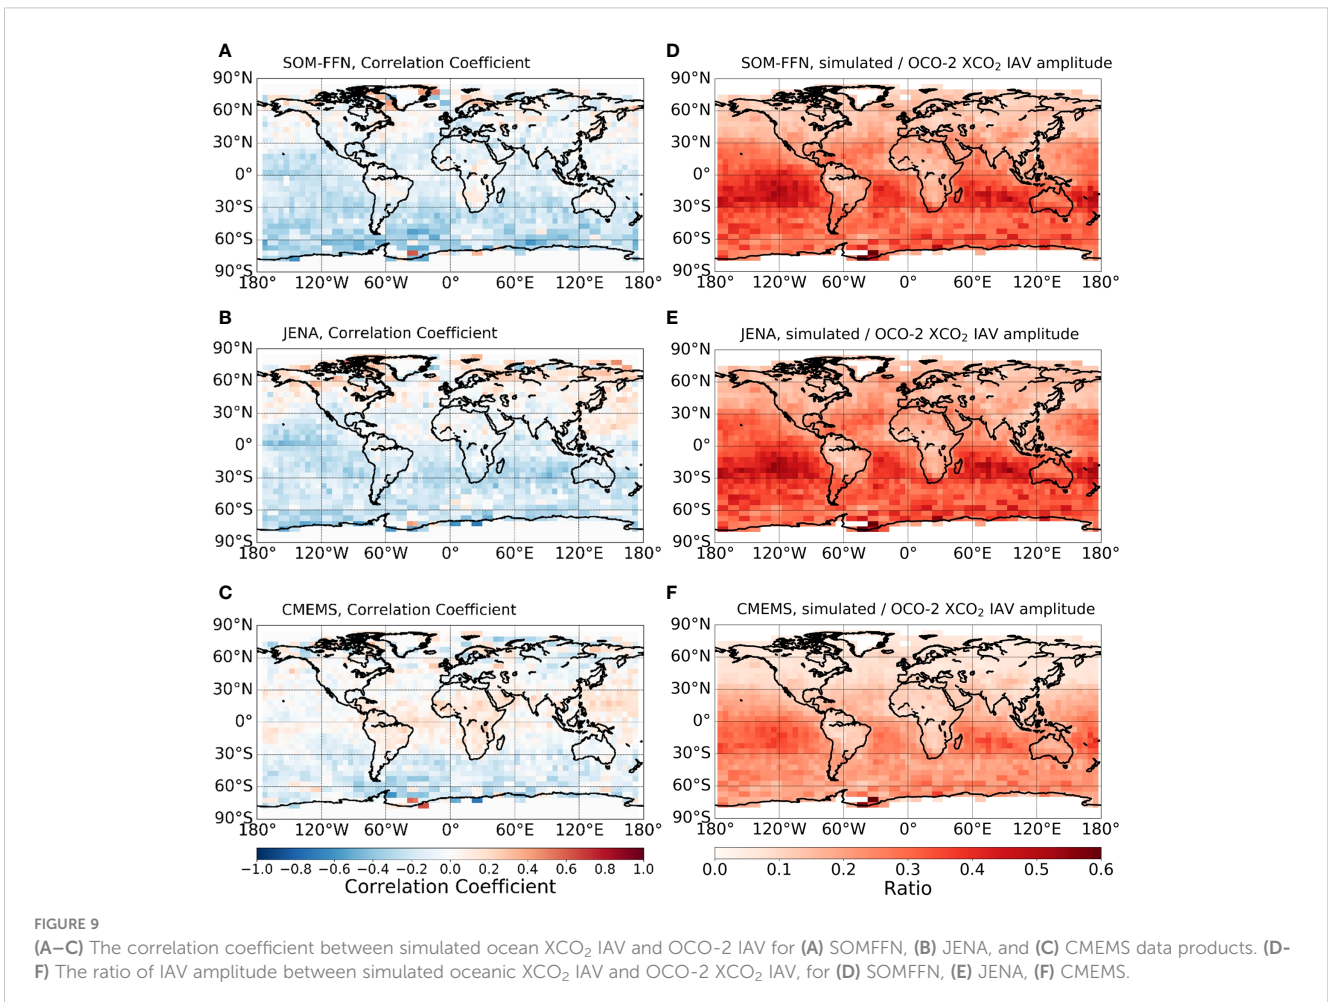 A
SOM-FFN, Correlation Coefficient
90°N
60°N
30°N
0°
30°S
60°S
90°S
180° 120°W 60°W 0° 60°E 120°E 180°
D
SOM-FFN, simulated / OCO-2 XCO₂ IAV amplitude
90°N
60°N
30°N
0°
30°S
60°S
90°S
180° 120°W 60°W 0° 60°E 120°E 180°
B
JENA, Correlation Coefficient
90°N
60°N
30°N
0°
30°S
60°S
90°S
180° 120°W 60°W 0° 60°E 120°E 180°
E
JENA, simulated / OCO-2 XCO₂ IAV amplitude
90°N
60°N
30°N
0°
30°S
60°S
90°S
180° 120°W 60°W 0° 60°E 120°E 180°
C
CMEMS, Correlation Coefficient
90°N
60°N
30°N
0°
30°S
60°S
90°S
180° 120°W 60°W 0° 60°E 120°E 180°
−1.0 −0.8 −0.6 −0.4 −0.2 0.0 0.2 0.4 0.6 0.8 1.0
Correlation Coefficient
F
CMEMS, simulated / OCO-2 XCO₂ IAV amplitude
90°N
60°N
30°N
0°
30°S
60°S
90°S
180° 120°W 60°W 0° 60°E 120°E 180°
0.0 0.1 0.2 0.3 0.4 0.5 0.6
Ratio
FIGURE 9
(A–C) The correlation coefficient between simulated ocean XCO₂ IAV and OCO-2 IAV for (A) SOMFFN, (B) JENA, and (C) CMEMS data products. (D-
F) The ratio of IAV amplitude between simulated oceanic XCO₂ IAV and OCO-2 XCO₂ IAV, for (D) SOMFFN, (E) JENA, (F) CMEMS.